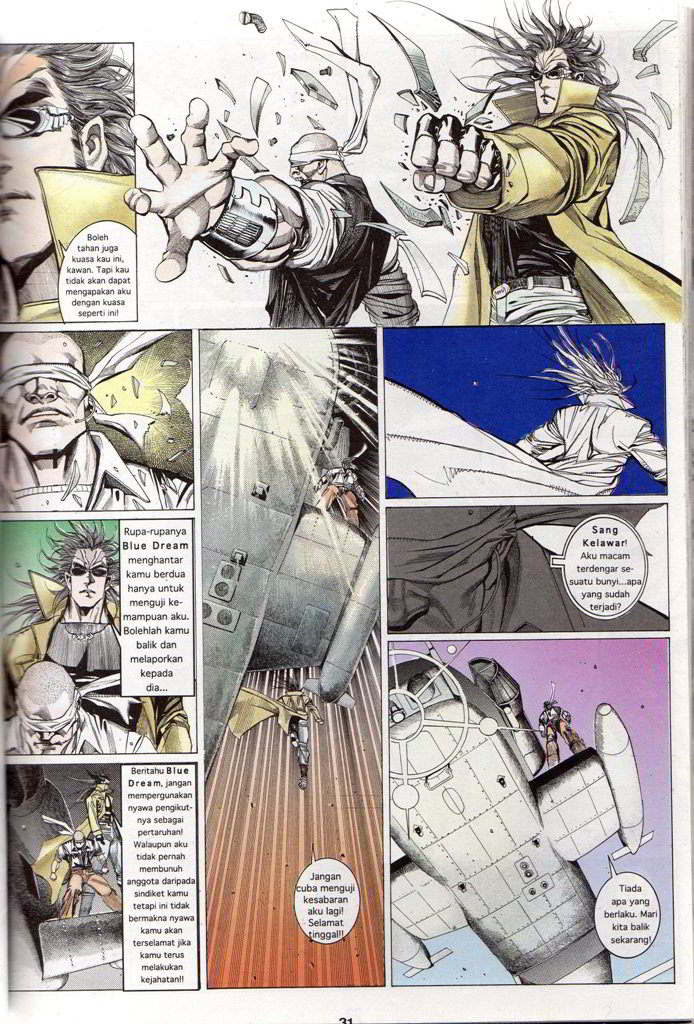 Boleh
tahan juga
kuasa kau ini,
kawan. Tapi kau
tidak akan dapat
mengapakan aku
dengan kuasa
seperti ini!
Rupa-rupanya
Blue Dream
menghantar
kamu berdua
hanya untuk
menguji ke-
mampuan aku.
Bolehlah kamu
balik dan
melaporkan
kepada
dia...
Beritahu Blue
Dream, jangan
mempergunakan
nyawa pengikut-
nya sebagai
pertaruhan!
Walaupun aku
tidak pernah
membunuh
anggota daripada
sindiket kamu
tetapi ini tidak
bermakna nyawa
kamu akan
terselamat jika
kamu terus
melakukan
kejahatan!!
Jangan
cuba menguji
kesabaran
aku lagi!
Selamat
tinggal!!
Sang
Kelawar!
Aku macam
terdengar se-
suatu bunyi...apa
yang sudah
terjadi?
Tiada
apa yang
berlaku. Mari
kita balik
sekarang!
31